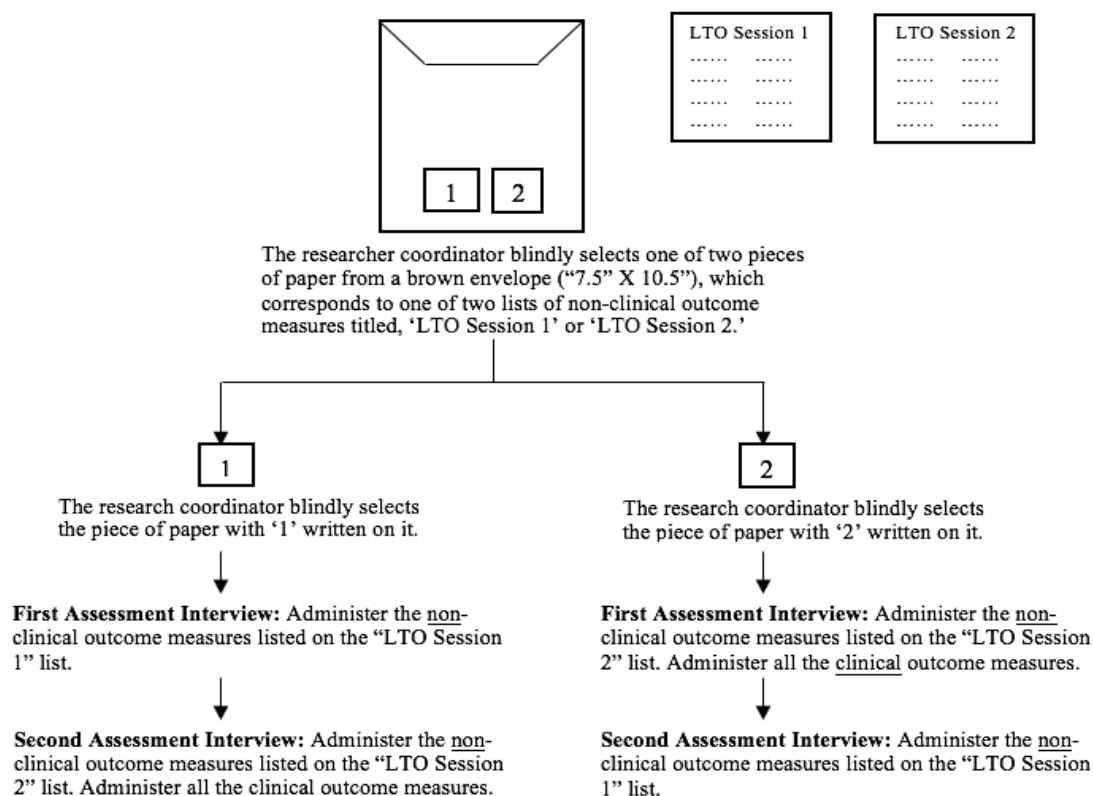 LTO Session 1
...... ......
...... ......
...... ......
...... ......
LTO Session 2
...... ......
...... ......
...... ......
...... ......
1 2
The researcher coordinator blindly selects one of two pieces
of paper from a brown envelope (“7.5” X 10.5”), which
corresponds to one of two lists of non-clinical outcome
measures titled, ‘LTO Session 1’ or ‘LTO Session 2.’
1
The research coordinator blindly selects
the piece of paper with ‘1’ written on it.
First Assessment Interview: Administer the non-
clinical outcome measures listed on the “LTO Session
1” list.
Second Assessment Interview: Administer the non-
clinical outcome measures listed on the “LTO Session
2” list. Administer all the clinical outcome measures.
2
The research coordinator blindly selects
the piece of paper with ‘2’ written on it.
First Assessment Interview: Administer the non-
clinical outcome measures listed on the “LTO Session
2” list. Administer all the clinical outcome measures.
Second Assessment Interview: Administer the non-
clinical outcome measures listed on the “LTO Session
1” list.